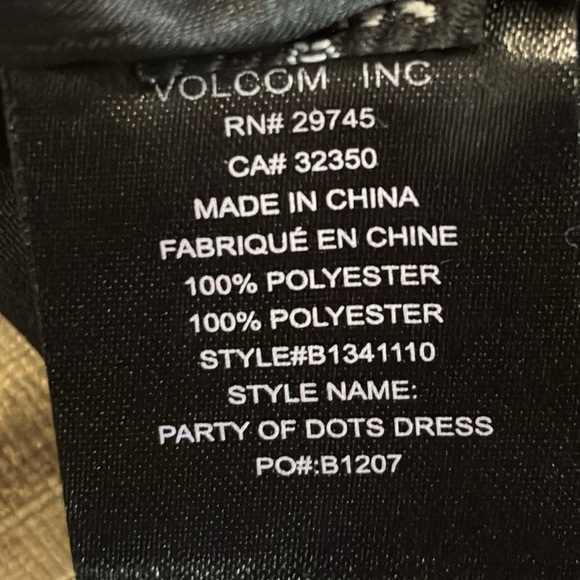 VOLCOM INC
RN# 29745
CA# 32350
MADE IN CHINA
FABRIQUÉ EN CHINE
100% POLYESTER
100% POLYESTER
STYLE#B1341110
STYLE NAME:
PARTY OF DOTS DRESS
PO#:B1207